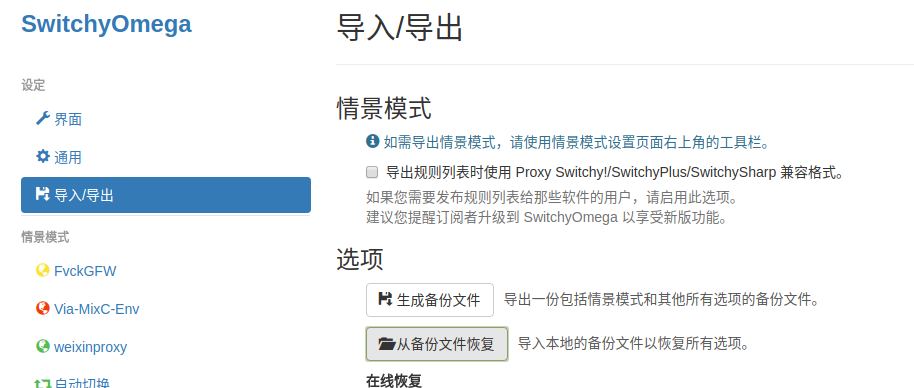 SwitchyOmega
设定
界面
通用
导入/导出
情景模式
FvckGFW
Via-MixC-Env
weixinproxy
自动切换
导入/导出
情景模式
如需导出情景模式，请使用情景模式设置页面右上角的工具栏。
导出规则列表时使用 Proxy Switchy!/SwitchyPlus/SwitchySharp 兼容格式。
如果您需要发布规则列表给那些软件的用户，请启用此选项。
建议您提醒订阅者升级到 SwitchyOmega 以享受新版功能。
选项
生成备份文件 导出一份包括情景模式和其他所有选项的备份文件。
从备份文件恢复 导入本地的备份文件以恢复所有选项。
在线恢复